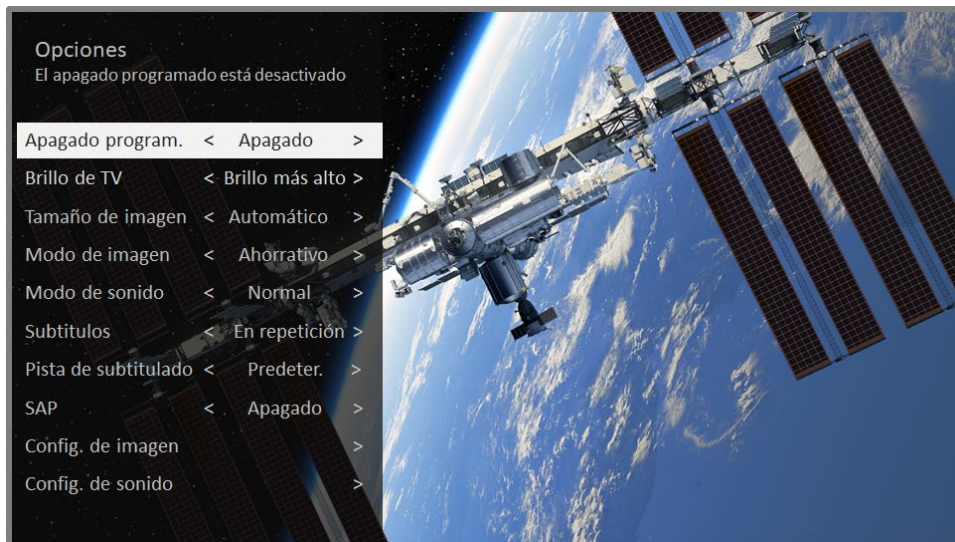 Opciones
El apagado programado está desactivado
Apagado program. < Apagado >
Brillo de TV < Brillo más alto >
Tamaño de imagen < Automático >
Modo de imagen < Ahorrativo >
Modo de sonido < Normal >
Subtitulos < En repetición >
Pista de subtitulado < Predeter. >
SAP < Apagado >
Config. de imagen >
Config. de sonido >